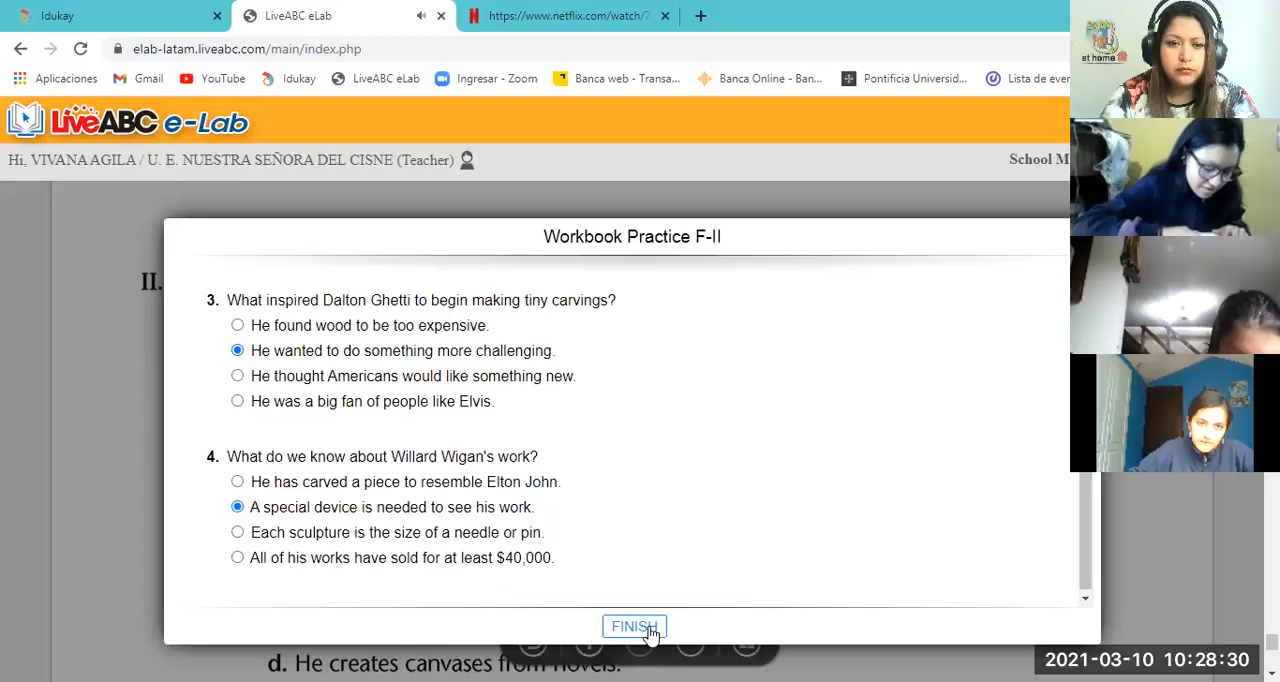 Idukay
LiveABC eLab
https://www.netflix.com/watch/7
elab-latam.liveabc.com/main/index.php
Aplicaciones
Gmail
YouTube
Idukay
LiveABC eLab
Ingresar - Zoom
Banca web - Transa...
Banca Online - Ban...
Pontificia Universid...
Lista de ever
at home
LiveABC e-Lab
Hi, VIVANA AGILA / U. E. NUESTRA SEÑORA DEL CISNE (Teacher)
School M
Workbook Practice F-II
II.
3. What inspired Dalton Ghetti to begin making tiny carvings?
He found wood to be too expensive.
He wanted to do something more challenging.
He thought Americans would like something new.
He was a big fan of people like Elvis.
4. What do we know about Willard Wigan's work?
He has carved a piece to resemble Elton John.
A special device is needed to see his work.
Each sculpture is the size of a needle or pin.
All of his works have sold for at least $40,000.
FINISH
d. He creates canvases from novels.
2021-03-10 10:28:30